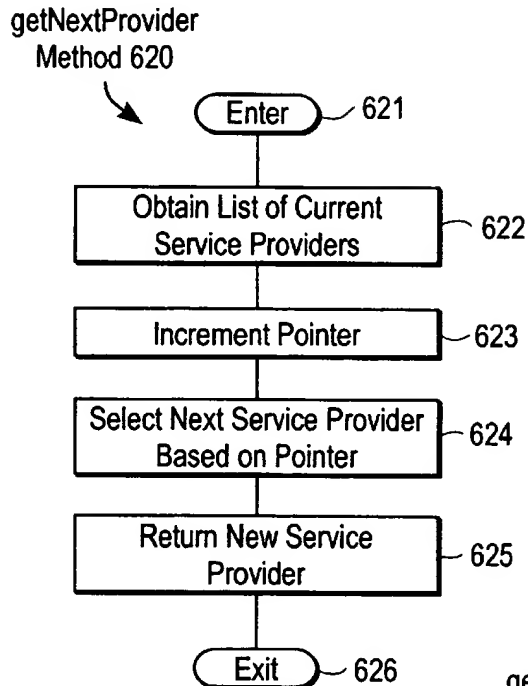 getNextProvider
Method 620
Enter
621
Obtain List of Current
Service Providers
622
Increment Pointer
623
Select Next Service Provider
Based on Pointer
624
Return New Service
Provider
625
Exit
626
ge